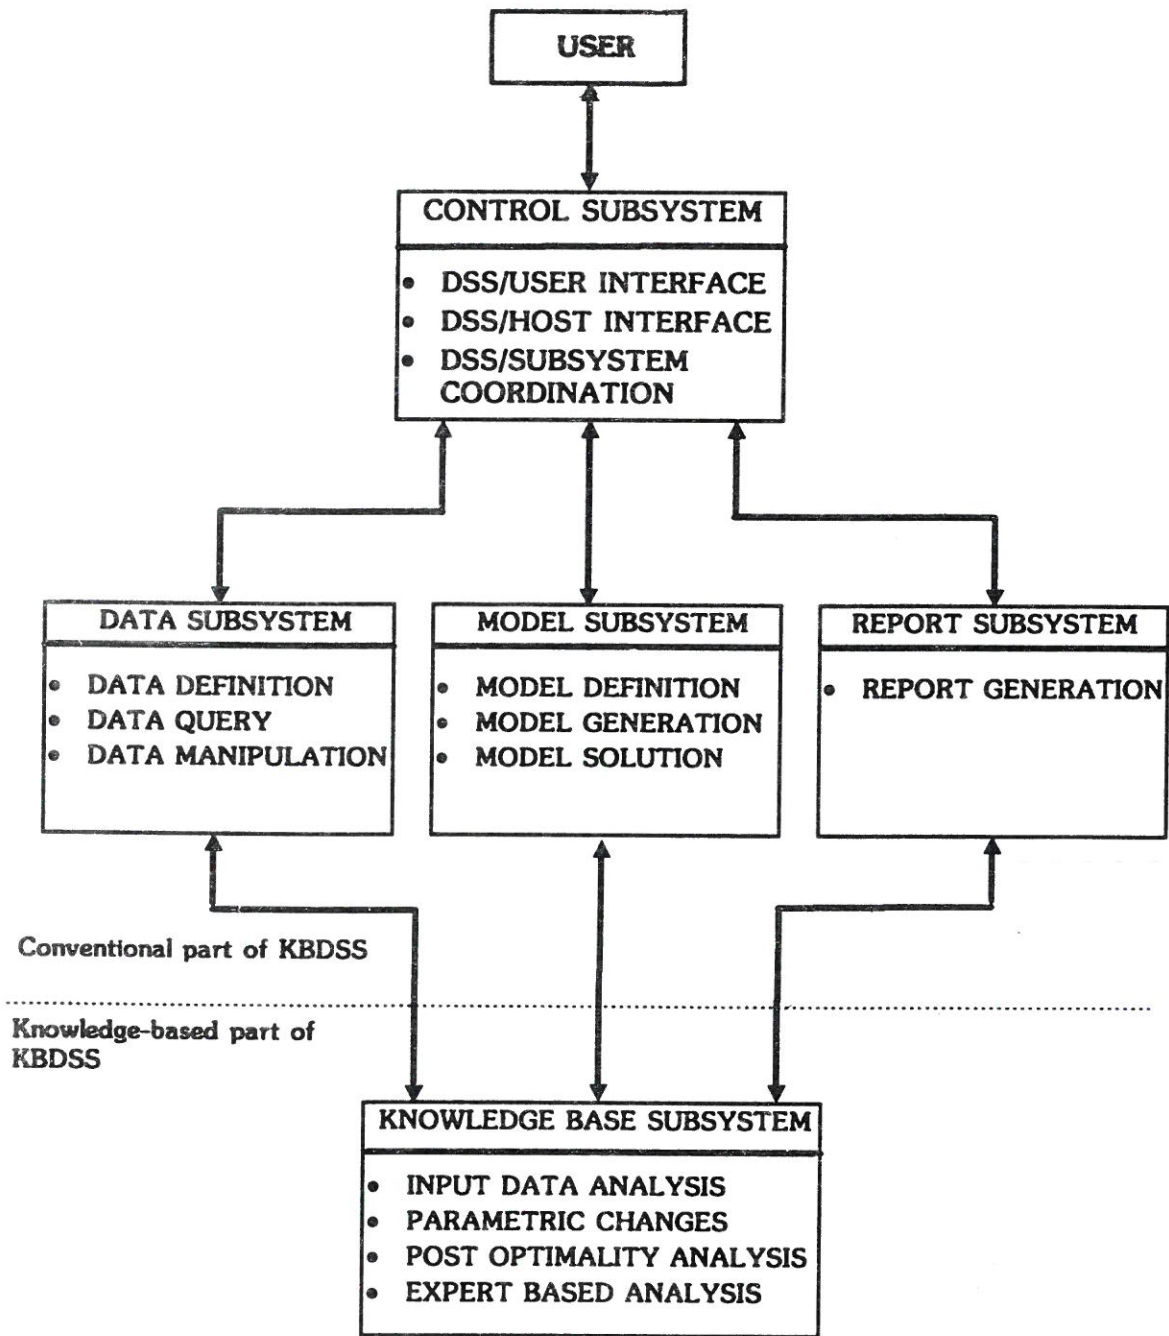 USER
CONTROL SUBSYSTEM
• DSS/USER INTERFACE
• DSS/HOST INTERFACE
• DSS/SUBSYSTEM
COORDINATION
DATA SUBSYSTEM
• DATA DEFINITION
• DATA QUERY
• DATA MANIPULATION
MODEL SUBSYSTEM
• MODEL DEFINITION
• MODEL GENERATION
• MODEL SOLUTION
REPORT SUBSYSTEM
• REPORT GENERATION
Conventional part of KBDSS
Knowledge-based part of
KBDSS
KNOWLEDGE BASE SUBSYSTEM
• INPUT DATA ANALYSIS
• PARAMETRIC CHANGES
• POST OPTIMALITY ANALYSIS
• EXPERT BASED ANALYSIS